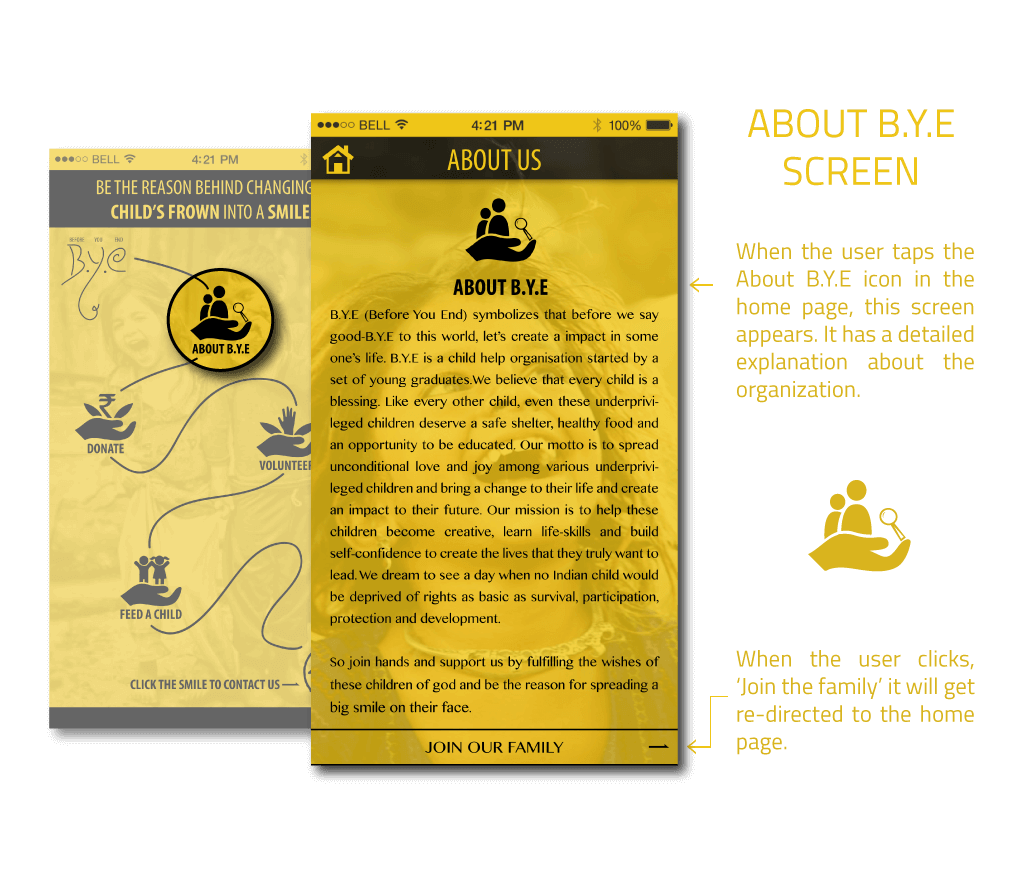 BELL 4:21 PM
BE THE REASON BEHIND CHANGING
CHILD'S FROWN INTO A SMILE
BEFORE YOU END
B.Y.E
ABOUT B.Y.E
DONATE
VOLUNTEER
FEED A CHILD
CLICK THE SMILE TO CONTACT US
BELL 4:21 PM 100%
ABOUT US
ABOUT B.Y.E
B.Y.E (Before You End) symbolizes that before we say
good-B.Y.E to this world, let's create a impact in some
one's life. B.Y.E is a child help organisation started by a
set of young graduates.We believe that every child is a
blessing. Like every other child, even these underprivi-
leged children deserve a safe shelter, healthy food and
an opportunity to be educated. Our motto is to spread
unconditional love and joy among various underprivi-
leged children and bring a change to their life and create
an impact to their future. Our mission is to help these
children become creative, learn life-skills and build
self-confidence to create the lives that they truly want to
lead. We dream to see a day when no Indian child would
be deprived of rights as basic as survival, participation,
protection and development.
So join hands and support us by fulfilling the wishes of
these children of god and be the reason for spreading a
big smile on their face.
JOIN OUR FAMILY
ABOUT B.Y.E
SCREEN
When the user taps the
About B.Y.E icon in the
home page, this screen
appears. It has a detailed
explanation about the
organization.
When the user clicks,
‘Join the family’ it will get
re-directed to the home
page.